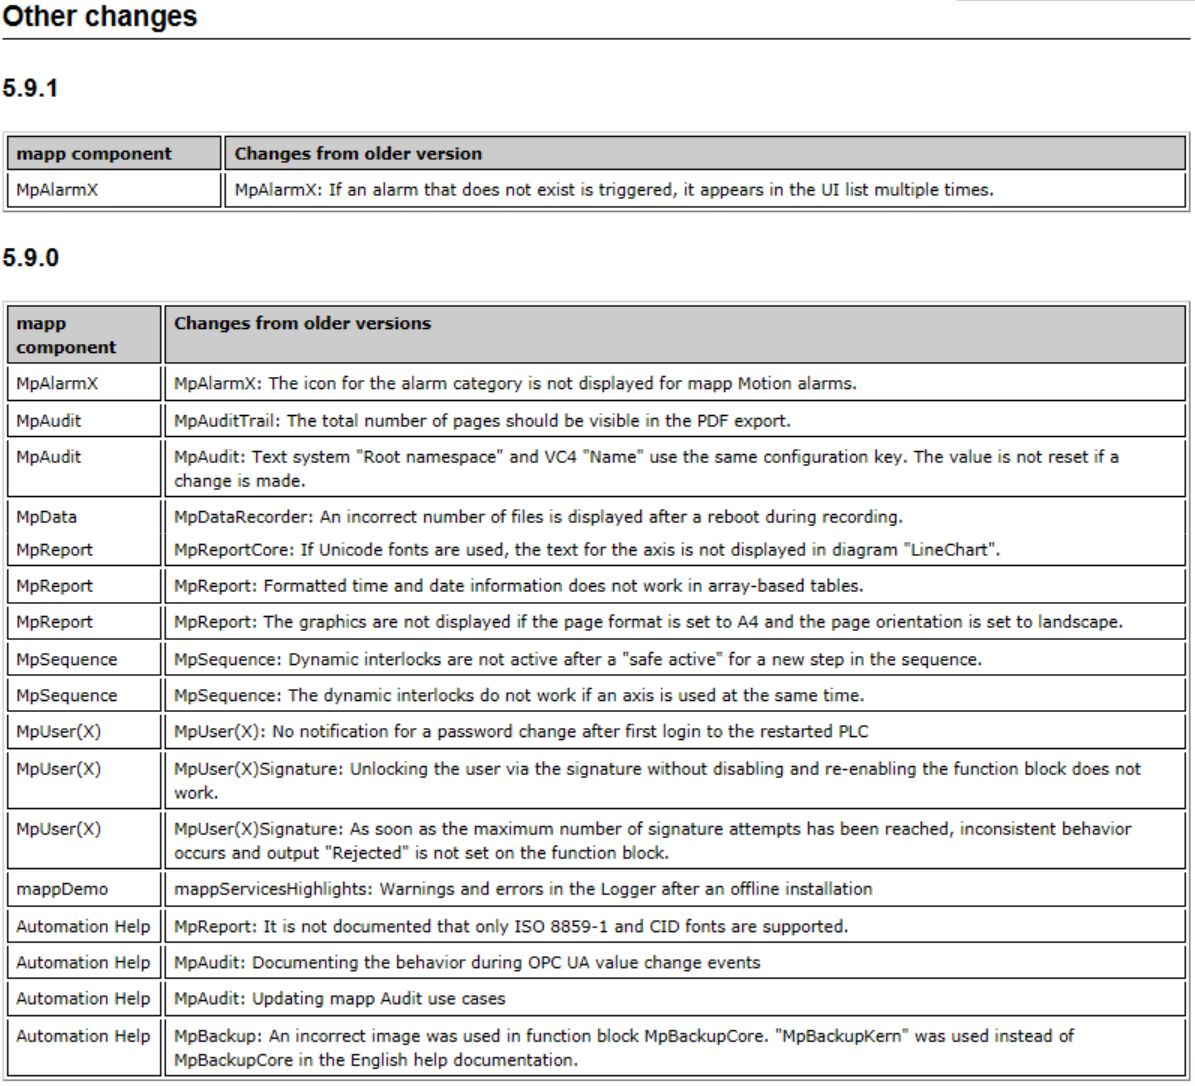 Other changes
5.9.1
mapp component Changes from older version
MpAlarmX MpAlarmX: If an alarm that does not exist is triggered, it appears in the UI list multiple times.
5.9.0
mapp
component
Changes from older versions
MpAlarmX MpAlarmX: The icon for the alarm category is not displayed for mapp Motion alarms.
MpAudit MpAuditTrail: The total number of pages should be visible in the PDF export.
MpAudit MpAudit: Text system "Root namespace" and VC4 "Name" use the same configuration key. The value is not reset if a
change is made.
MpData MpDataRecorder: An incorrect number of files is displayed after a reboot during recording.
MpReport MpReportCore: If Unicode fonts are used, the text for the axis is not displayed in diagram "LineChart".
MpReport MpReport: Formatted time and date information does not work in array-based tables.
MpReport MpReport: The graphics are not displayed if the page format is set to A4 and the page orientation is set to landscape.
MpSequence MpSequence: Dynamic interlocks are not active after a "safe active" for a new step in the sequence.
MpSequence MpSequence: The dynamic interlocks do not work if an axis is used at the same time.
MpUser(X) MpUser(X): No notification for a password change after first login to the restarted PLC
MpUser(X) MpUser(X)Signature: Unlocking the user via the signature without disabling and re-enabling the function block does not
work.
MpUser(X) MpUser(X)Signature: As soon as the maximum number of signature attempts has been reached, inconsistent behavior
occurs and output "Rejected" is not set on the function block.
mappDemo mappServicesHighlights: Warnings and errors in the Logger after an offline installation
Automation Help MpReport: It is not documented that only ISO 8859-1 and CID fonts are supported.
Automation Help MpAudit: Documenting the behavior during OPC UA value change events
Automation Help MpAudit: Updating mapp Audit use cases
Automation Help MpBackup: An incorrect image was used in function block MpBackupCore. "MpBackupKern" was used instead of
MpBackupCore in the English help documentation.